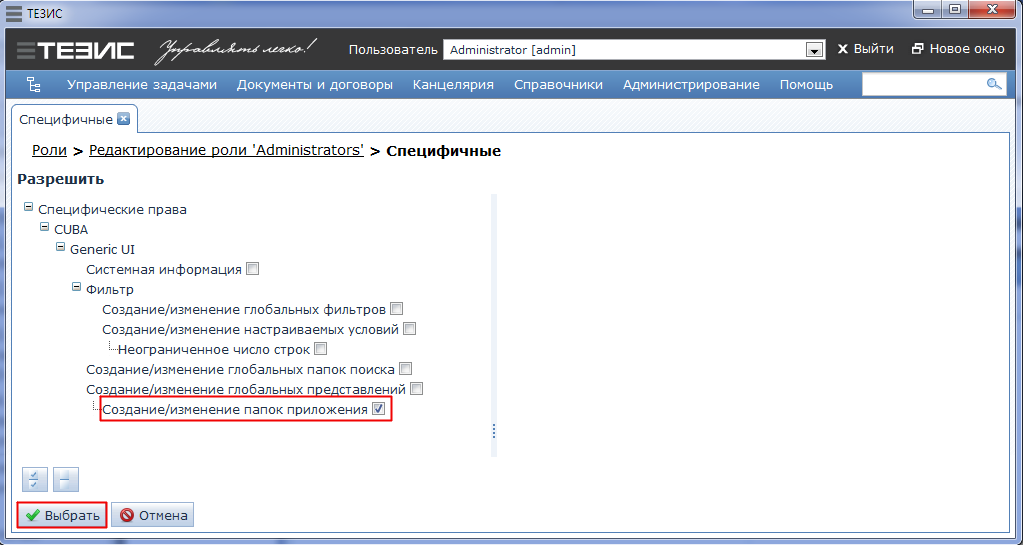 ТЕЗИС
ТЕЗИС Управлять легко! Пользователь Administrator [admin] Выйти Новое окно
Управление задачами Документы и договоры Канцелярия Справочники Администрирование Помощь
Специфичные
Роли > Редактирование роли 'Administrators' > Специфичные
Разрешить
Специфические права
CUBA
Generic UI
Системная информация
Фильтр
Создание/изменение глобальных фильтров
Создание/изменение настраиваемых условий
Неограниченное число строк
Создание/изменение глобальных папок поиска
Создание/изменение глобальных представлений
Создание/изменение папок приложения
Выбрать Отмена